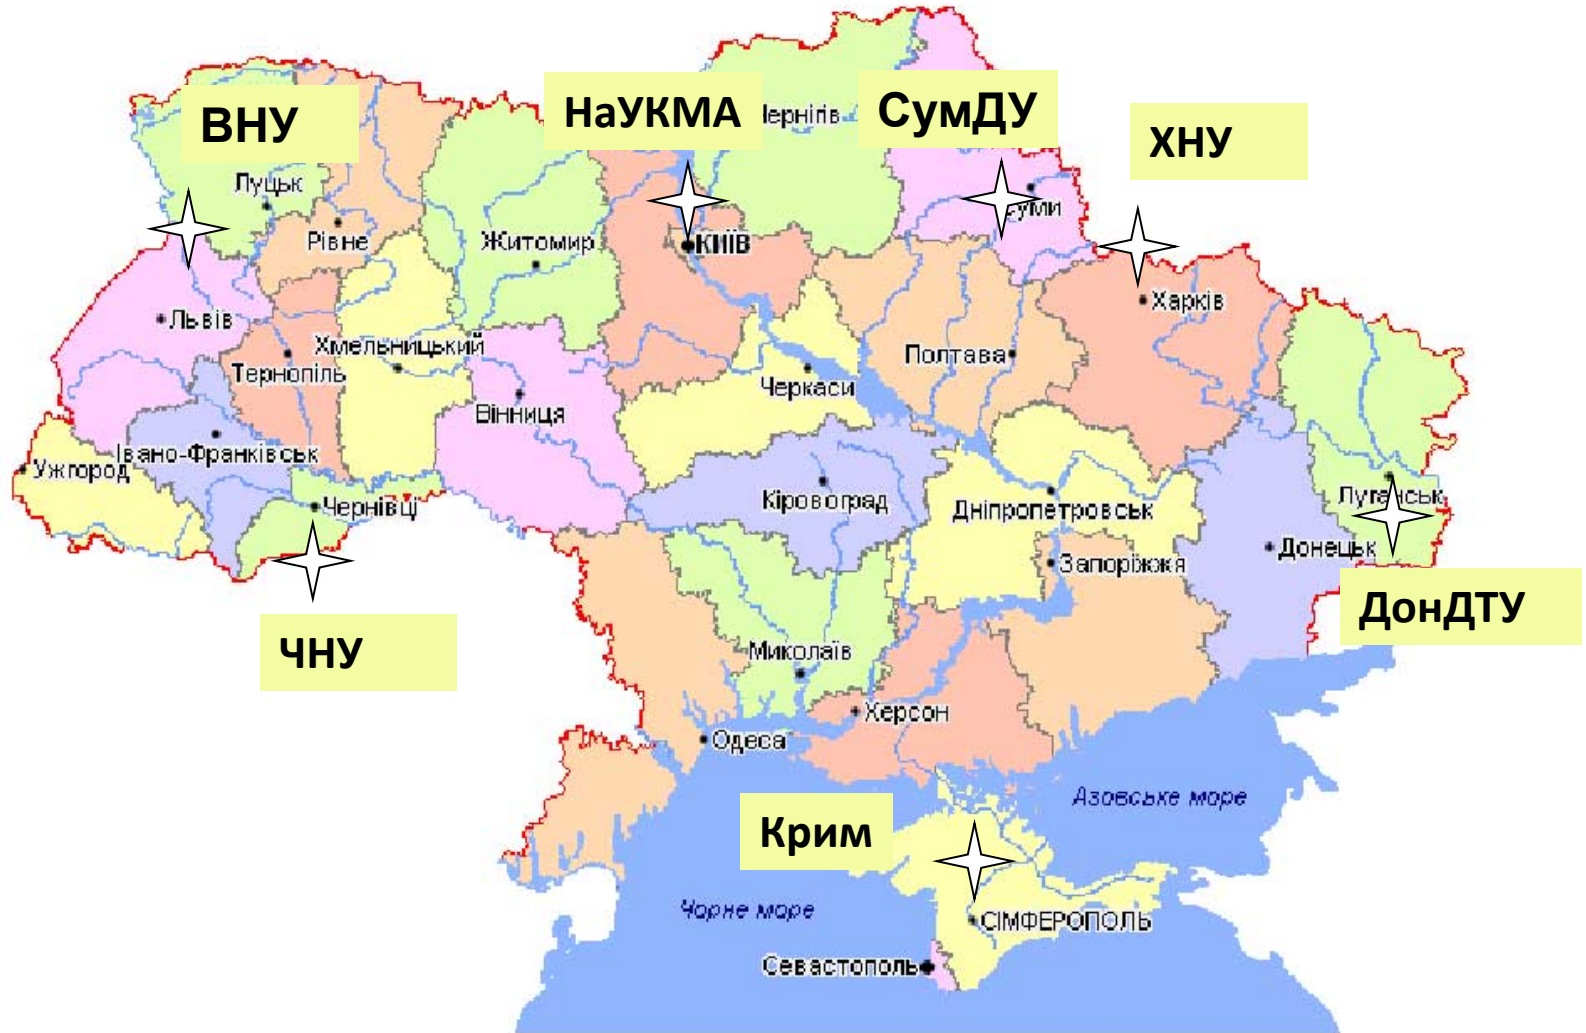 ВНУ
НаУКМА
СумДУ
ХНУ
Луцьк
Рівне
Житомир
КИЇВ
Львів
Харків
Хмельницький
Тернопіль
Полтава
Черкаси
Вінниця
Івано-Франківськ
Ужгород
Чернівці
Кіровоград
Дніпропетровськ
Донецьк
Запоріжжя
ДонДТУ
ЧНУ
Миколаїв
Херсон
Одеса
Азовське море
Крим
Чорне море
СІМФЕРОПОЛЬ
Севастополь